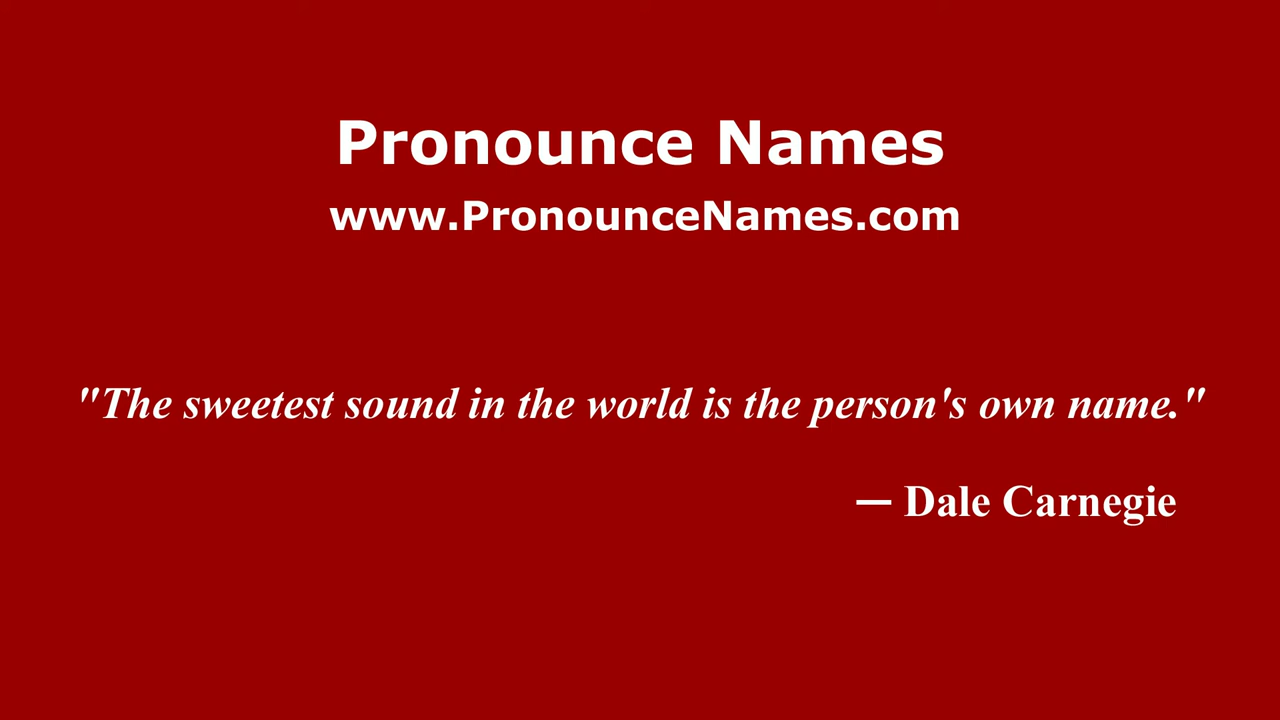 Pronounce Names
www.PronounceNames.com
"The sweetest sound in the world is the person's own name."
— Dale Carnegie